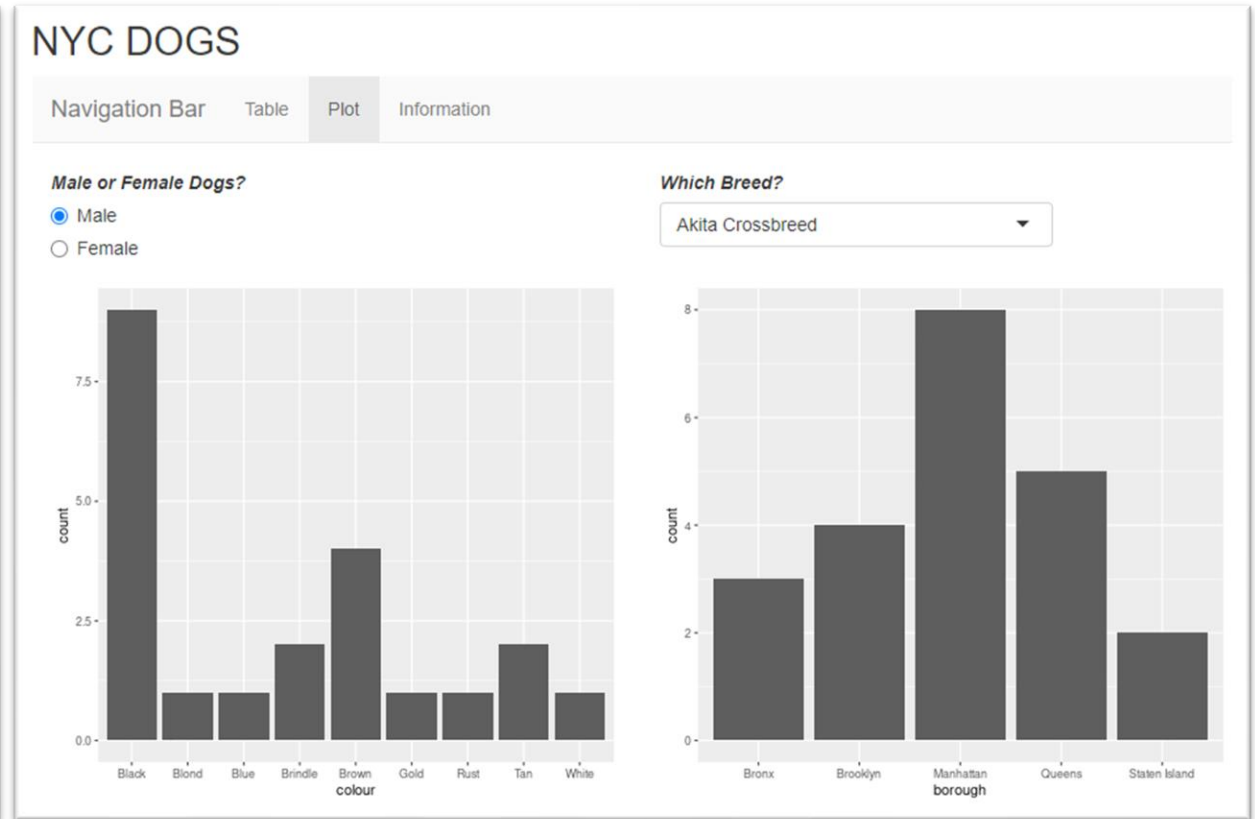 NYC DOGS
Navigation Bar Table Plot Information
Male or Female Dogs?
Male
Female
Which Breed?
Akita Crossbreed
7.5
5.0
2.5
0.0
count
Black Blond Blue Brindle Brown Gold Rust Tan White
colour
8
6
4
2
0
count
Bronx Brooklyn Manhattan Queens Staten Island
borough